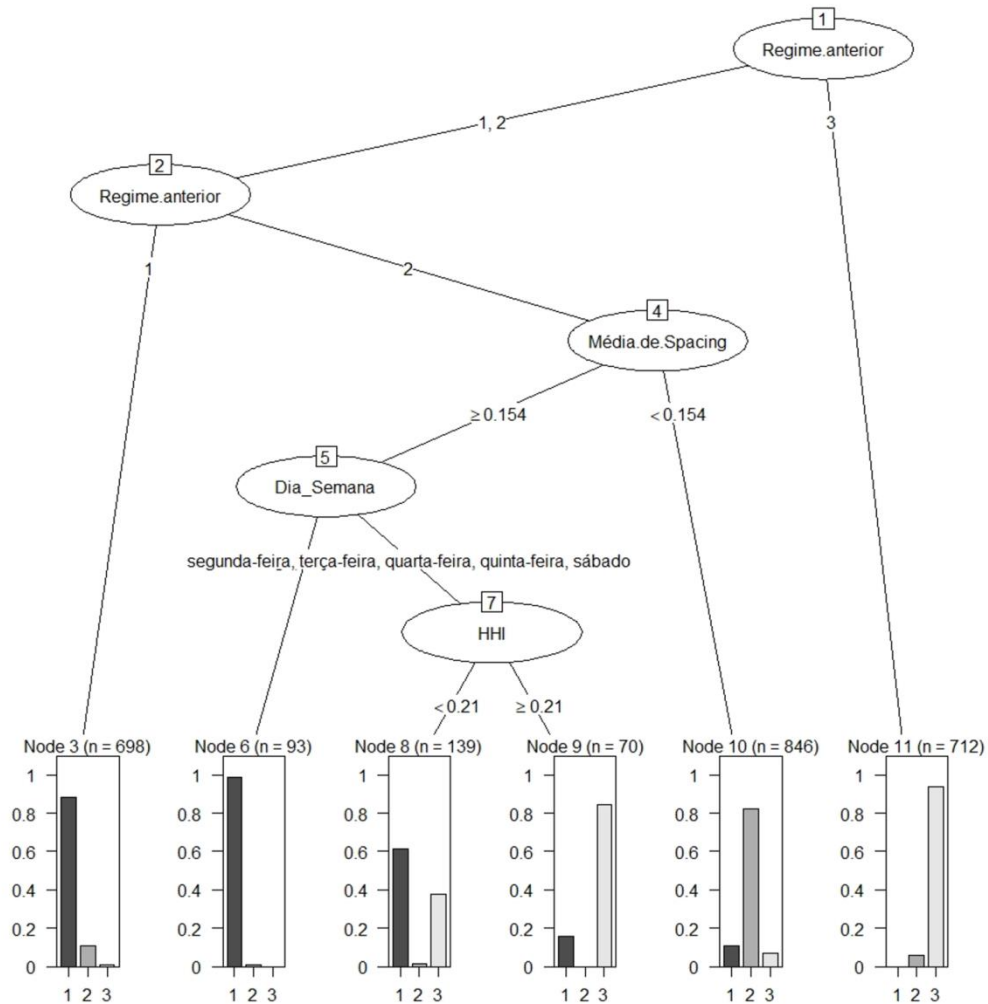 1
Regime.anterior
1, 2
3
2
Regime.anterior
1
2
4
Média.de.Spacing
≥ 0.154
< 0.154
5
Dia_Semana
segunda-feira, terça-feira, quarta-feira, quinta-feira, sábado
7
HHI
< 0.21
≥ 0.21
Node 3 (n = 698)
1
0.8
0.6
0.4
0.2
0
1 2 3
Node 6 (n = 93)
1
0.8
0.6
0.4
0.2
0
1 2 3
Node 8 (n = 139)
1
0.8
0.6
0.4
0.2
0
1 2 3
Node 9 (n = 70)
1
0.8
0.6
0.4
0.2
0
1 2 3
Node 10 (n = 846)
1
0.8
0.6
0.4
0.2
0
1 2 3
Node 11 (n = 712)
1
0.8
0.6
0.4
0.2
0
1 2 3